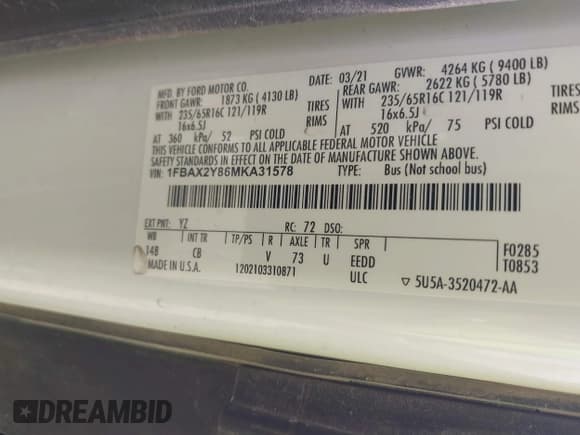 MFD. BY FORD MOTOR CO. DATE: 03/21 GVWR: 4264 KG ( 9400 LB)
FRONT GAWR: 1873 KG ( 4130 LB) REAR GAWR: 2622 KG ( 5780 LB)
WITH 235/65R16C 121/119R TIRES WITH 235/65R16C 121/119R TIRES
16x6.5J RIMS 16x6.5J RIMS
AT 360 kPa/ 52 PSI COLD AT 520 kPa/ 75 PSI COLD
THIS VEHICLE CONFORMS TO ALL APPLICABLE FEDERAL MOTOR VEHICLE
SAFETY STANDARDS IN EFFECT ON THE DATE OF MANUFACTURE SHOWN ABOVE.
VIN: 1FBAX2Y86MKA31578 TYPE: Bus (Not school bus)
EXT PNT: YZ RC: 72 DSO:
WB INT TR TP/PS R AXLE TR SPR F0285
148 CB V 73 U EEDD T0853
MADE IN U.S.A. 1202103310871 ULC ▽ 5U5A-3520472-AA
DREAMBID